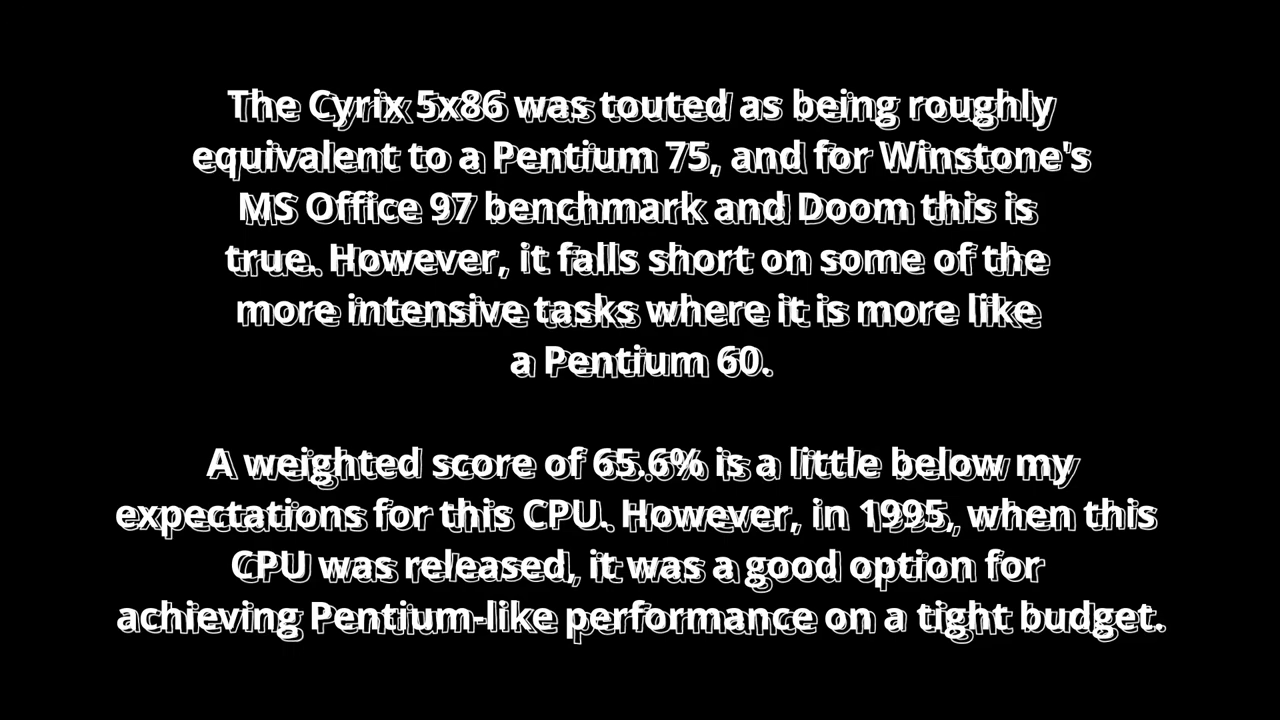 The Cyrix 5x86 was touted as being roughly
equivalent to a Pentium 75, and for Winstone's
MS Office 97 benchmark and Doom this is
true. However, it falls short on some of the
more intensive tasks where it is more like
a Pentium 60.
A weighted score of 65.6% is a little below my
expectations for this CPU. However, in 1995, when this
CPU was released, it was a good option for
achieving Pentium-like performance on a tight budget.